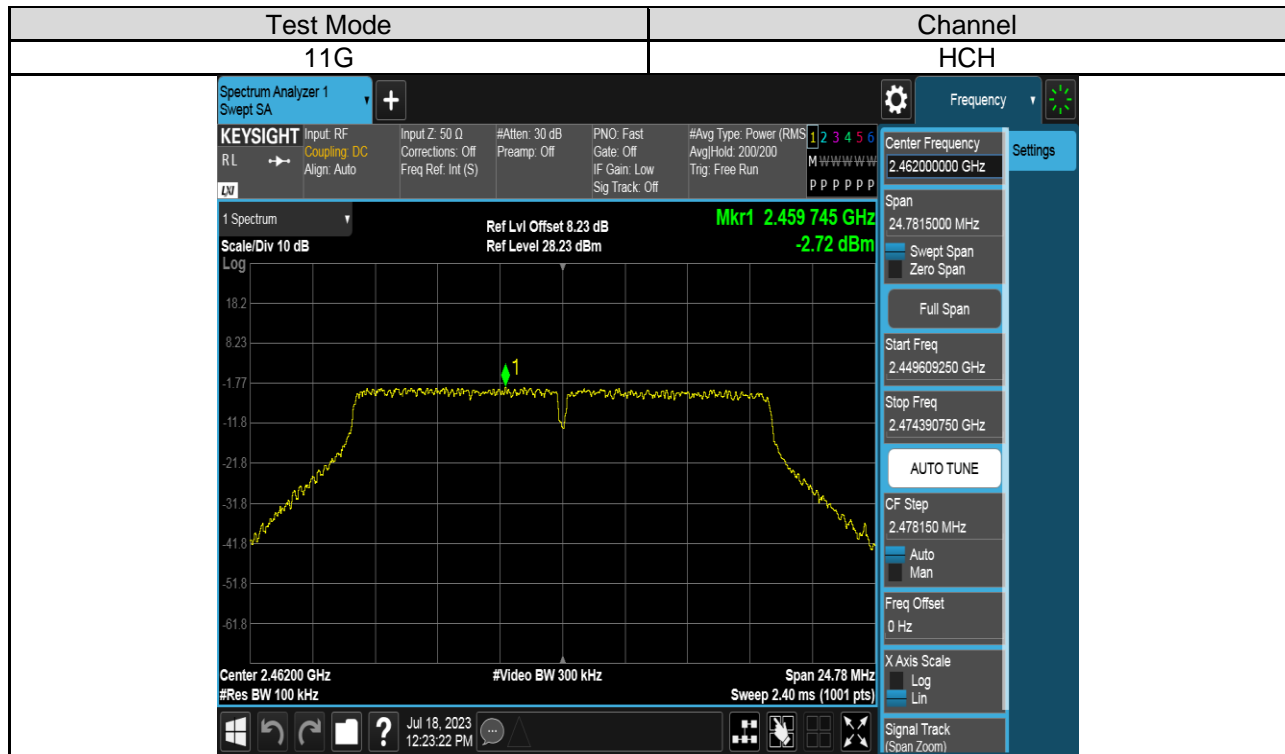 Test Mode Channel
11G HCH
Spectrum Analyzer 1
Swept SA
+
Frequency
KEYSIGHT
RL
LXI
Input: RF
Coupling: DC
Align: Auto
Input Z: 50 Ω
Corrections: Off
Freq Ref: Int (S)
#Atten: 30 dB
Preamp: Off
PNO: Fast
Gate: Off
IF Gain: Low
Sig Track: Off
#Avg Type: Power (RMS
Avg|Hold: 200/200
Trig: Free Run
1 2 3 4 5 6
M W W W W W
P P P P P P
1 Spectrum
Scale/Div 10 dB
Ref Lvl Offset 8.23 dB
Ref Level 28.23 dBm
Mkr1 2.459 745 GHz
-2.72 dBm
Log
18.2
8.23
-1.77
-11.8
-21.8
-31.8
-41.8
-51.8
-61.8
1
Center 2.46200 GHz
#Video BW 300 kHz
Span 24.78 MHz
#Res BW 100 kHz
Sweep 2.40 ms (1001 pts)
?
Jul 18, 2023
12:23:22 PM
Center Frequency
2.462000000 GHz
Settings
Span
24.7815000 MHz
Swept Span
Zero Span
Full Span
Start Freq
2.449609250 GHz
Stop Freq
2.474390750 GHz
AUTO TUNE
CF Step
2.478150 MHz
Auto
Man
Freq Offset
0 Hz
X Axis Scale
Log
Lin
Signal Track
(Span Zoom)